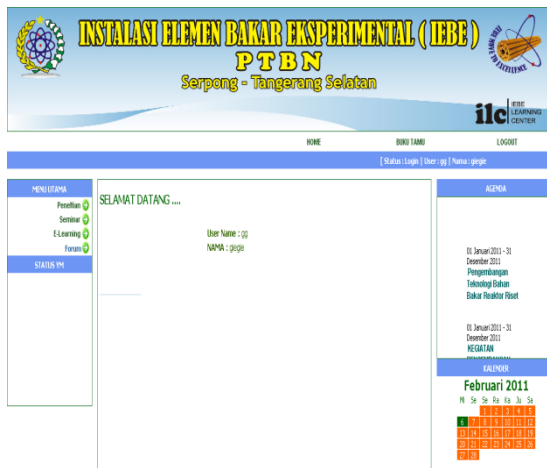 INSTALASI ELEMEN BAKAR EKSPERIMENTAL ( IEBE )
PTBN
Serpong - Tangerang Selatan
ilc IEBE LEARNING CENTER
HOME BUKU TAMU LOGOUT
[ Status : Login | User : gg | Nama : giegie
MENU UTAMA
Penelitian
Seminar
E-Learning
Forum
STATUS YM
SELAMAT DATANG ....
User Name : gg
NAMA : giegie
AGENDA
01 Januari 2011 - 31
Desember 2011
Pengembangan
Teknologi Bahan
Bakar Reaktor Riset
01 Januari 2011 - 31
Desember 2011
KEGIATAN
KALENDER
Februari 2011
Mi Se Se Ra Ka Ju Sa
1 2 3 4 5
6 7 8 9 10 11 12
13 14 15 16 17 18 19
20 21 22 23 24 25 26
27 28